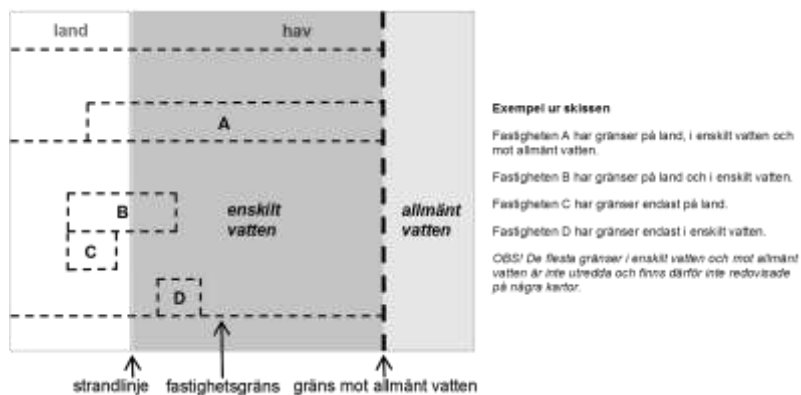 land
hav
A
B
C
D
enskilt
vatten
allmänt
vatten
strandlinje
fastighetsgräns
gräns mot allmänt vatten
Exempel ur skissen
Fastigheten A har gränser på land, i enskilt vatten och
mot allmänt vatten.
Fastigheten B har gränser på land och i enskilt vatten.
Fastigheten C har gränser endast på land.
Fastigheten D har gränser endast i enskilt vatten.
OBS! De flesta gränser i enskilt vatten och mot allmänt
vatten är inte utredda och finns därför inte redovisade
på några kartor.